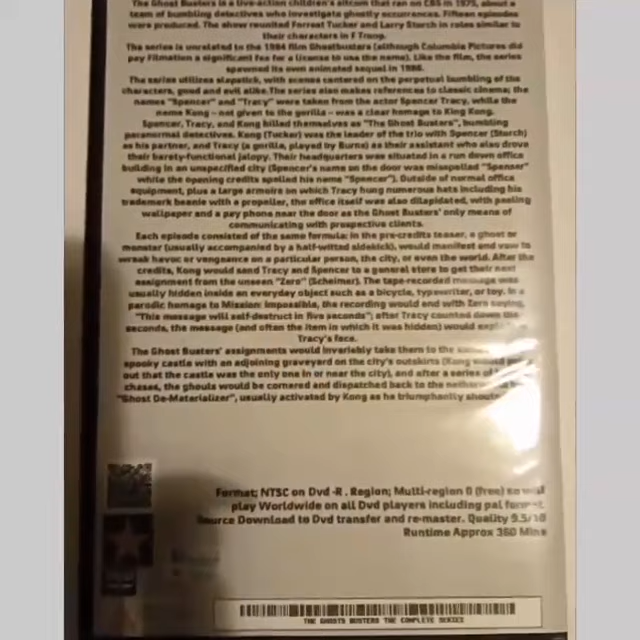 The Ghost Busters is a live-action children's sitcom that ran on CBS in 1975, about a
team of bumbling detectives who investigate ghostly occurrences. Fifteen episodes
were produced. The show reunited Forrest Tucker and Larry Storch in roles similar to
their characters in F Troop.
The series is unrelated to the 1984 film Ghostbusters (although Columbia Pictures did
pay Filmation a significant fee for a license to use the name). Like the film, the series
spawned its own animated sequel in 1986.
The series utilizes slapstick, with scenes centered on the perpetual bumbling of the
characters, good and evil alike. The series also makes references to classic cinema; the
names "Spencer" and "Tracy" were taken from the actor Spencer Tracy, while the
name Kong – not given to the gorilla – was a clear homage to King Kong.
Spencer, Tracy, and Kong billed themselves as "The Ghost Busters", bumbling
paranormal detectives. Kong (Tucker) was the leader of the trio with Spencer (Storch)
as his partner, and Tracy (a gorilla, played by Burns) as their assistant who also drove
their barely-functional jalopy. Their headquarters was situated in a run down office
building in an unspecified city (Spencer's name on the door was misspelled "Spenser"
while the opening credits spelled his name "Spencer"). Outside of normal office
equipment, plus a large armoire on which Tracy hung numerous hats including his
trademark beanie with a propeller, the office itself was also dilapidated, with peeling
wallpaper and a pay phone near the door as the Ghost Busters' only means of
communicating with prospective clients.
Each episode consisted of the same formula: in the pre-credits teaser, a ghost or
monster (usually accompanied by a half-witted sidekick), would manifest and vow to
wreak havoc or vengeance on a particular person, the city, or even the world. After the
credits, Kong would send Tracy and Spencer to a general store to get their next
assignment from the unseen "Zero" (Scheimer). The tape-recorded message was
usually hidden inside an everyday object such as a bicycle, typewriter, or toy. In a
parodic homage to Mission: Impossible, the recording would end with Zero saying,
"This message will self-destruct in five seconds"; after Tracy counted down the
seconds, the message (and often the item in which it was hidden) would
Tracy's face.
The Ghost Busters' assignments would invariably take them to the
spooky castle with an adjoining graveyard on the city's outskirts (Kong would
out that the castle was the only one in or near the city), and after a series of
chases, the ghouls would be cornered and dispatched back to the
"Ghost De-Materializer", usually activated by Kong as he triumphantly
Format; NTSC on Dvd -R . Region; Multi-region 0 (free) so will
play Worldwide on all Dvd players including pal format.
Source Download to Dvd transfer and re-master. Quality 9.5/10
Runtime Approx 360 Mins
THE GHOSTS BUSTERS THE COMPLETE SERIES